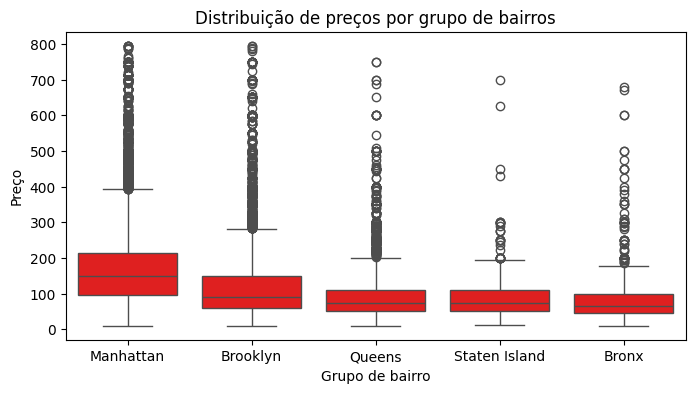 Distribuição de preços por grupo de bairros
Preço
800
700
600
500
400
300
200
100
0
Manhattan Brooklyn Queens Staten Island Bronx
Grupo de bairro